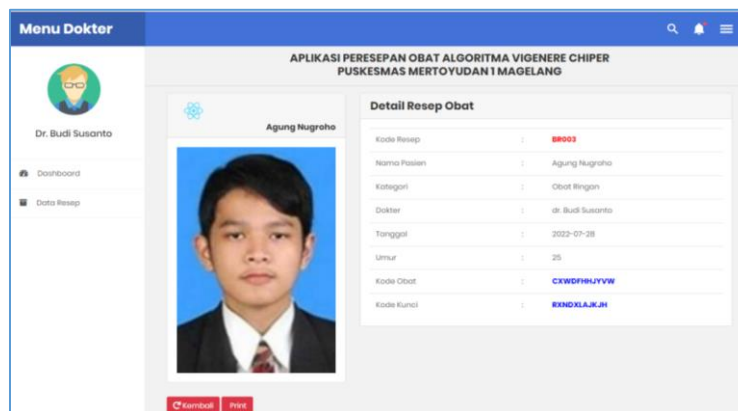 Menu Dokter
APLIKASI PERESEPAN OBAT ALGORITMA VIGENERE CHIPER
PUSKESMAS MERTOYUDAN 1 MAGELANG
Dr. Budi Susanto
Dashboard
Data Resep
Agung Nugroho
Detail Resep Obat
Kode Resep : BR003
Nama Pasien : Agung Nugroho
Kategori : Obat Ringan
Dokter : dr. Budi Susanto
Tanggal : 2022-07-28
Umur : 25
Kode Obat : CXWDFHHJYVW
Kode Kunci : RXNDXLAJKJH
Kembali Print